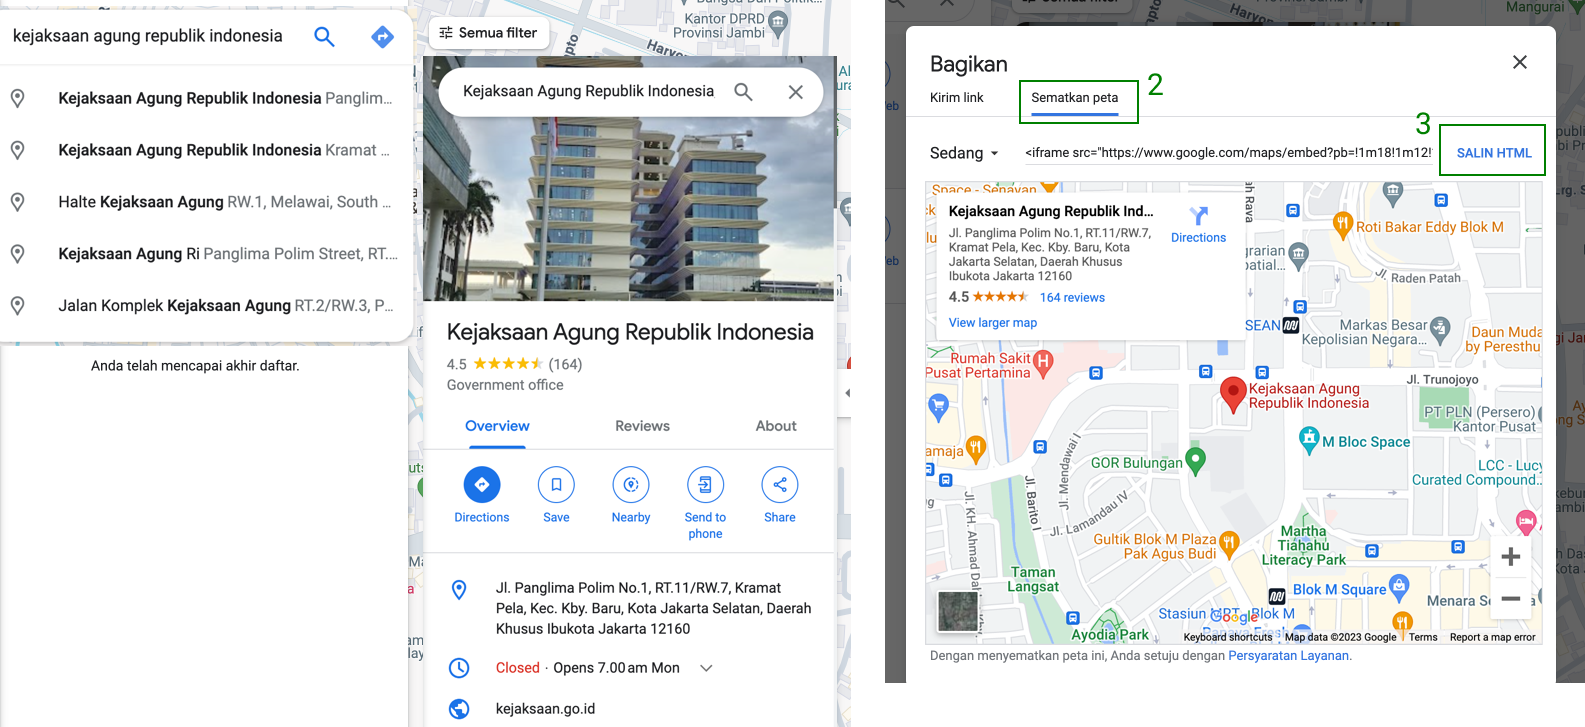 kejaksaan agung republik indonesia
Kejaksaan Agung Republik Indonesia Panglim...
Kejaksaan Agung Republik Indonesia Kramat ...
Halte Kejaksaan Agung RW.1, Melawai, South ...
Kejaksaan Agung Ri Panglima Polim Street, RT....
Jalan Komplek Kejaksaan Agung RT.2/RW.3, P...
Anda telah mencapai akhir daftar.
Kantor DPRD
Provinsi Jambi
Semua filter
Kejaksaan Agung Republik Indonesia
Kejaksaan Agung Republik Indonesia
4.5 (164)
Government office
Overview
Reviews
About
Directions
Save
Nearby
Send to
phone
Share
Jl. Panglima Polim No.1, RT.11/RW.7, Kramat
Pela, Kec. Kby. Baru, Kota Jakarta Selatan, Daerah
Khusus Ibukota Jakarta 12160
Closed · Opens 7.00 am Mon
kejaksaan.go.id
Mangurai
Bagikan
Kirim link
Sematkan peta
2
3
Sedang
<iframe src="https://www.google.com/maps/embed?pb=!1m18!1m12!
SALIN HTML
Space - Senayan
Kejaksaan Agung Republik Ind...
Jl. Panglima Polim No.1, RT.11/RW.7,
Kramat Pela, Kec. Kby. Baru, Kota
Jakarta Selatan, Daerah Khusus
Ibukota Jakarta 12160
4.5
164 reviews
View larger map
Directions
Roti Bakar Eddy Blok M
Jl. Raden Patah
Markas Besar
Kepolisian Negara...
Daun Muda
by Peresthu
Rumah Sakit
Pusat Pertamina
Jl. Trunojoyo
Kejaksaan Agung
Republik Indonesia
PT PLN (Persero)
Kantor Pusat
M Bloc Space
GOR Bulungan
Jl. Mendawai I
Jl. Barito I
Jl. Lamandau IV
LCC - Lucy
Curated Compound...
Gultik Blok M Plaza
Pak Agus Budi
Martha
Tiahahu
Literacy Park
Taman
Langsat
Blok M Square
Ayodia Park
Google
Keyboard shortcuts
Map data ©2023 Google
Terms
Report a map error
Dengan menyematkan peta ini, Anda setuju dengan Persyaratan Layanan.